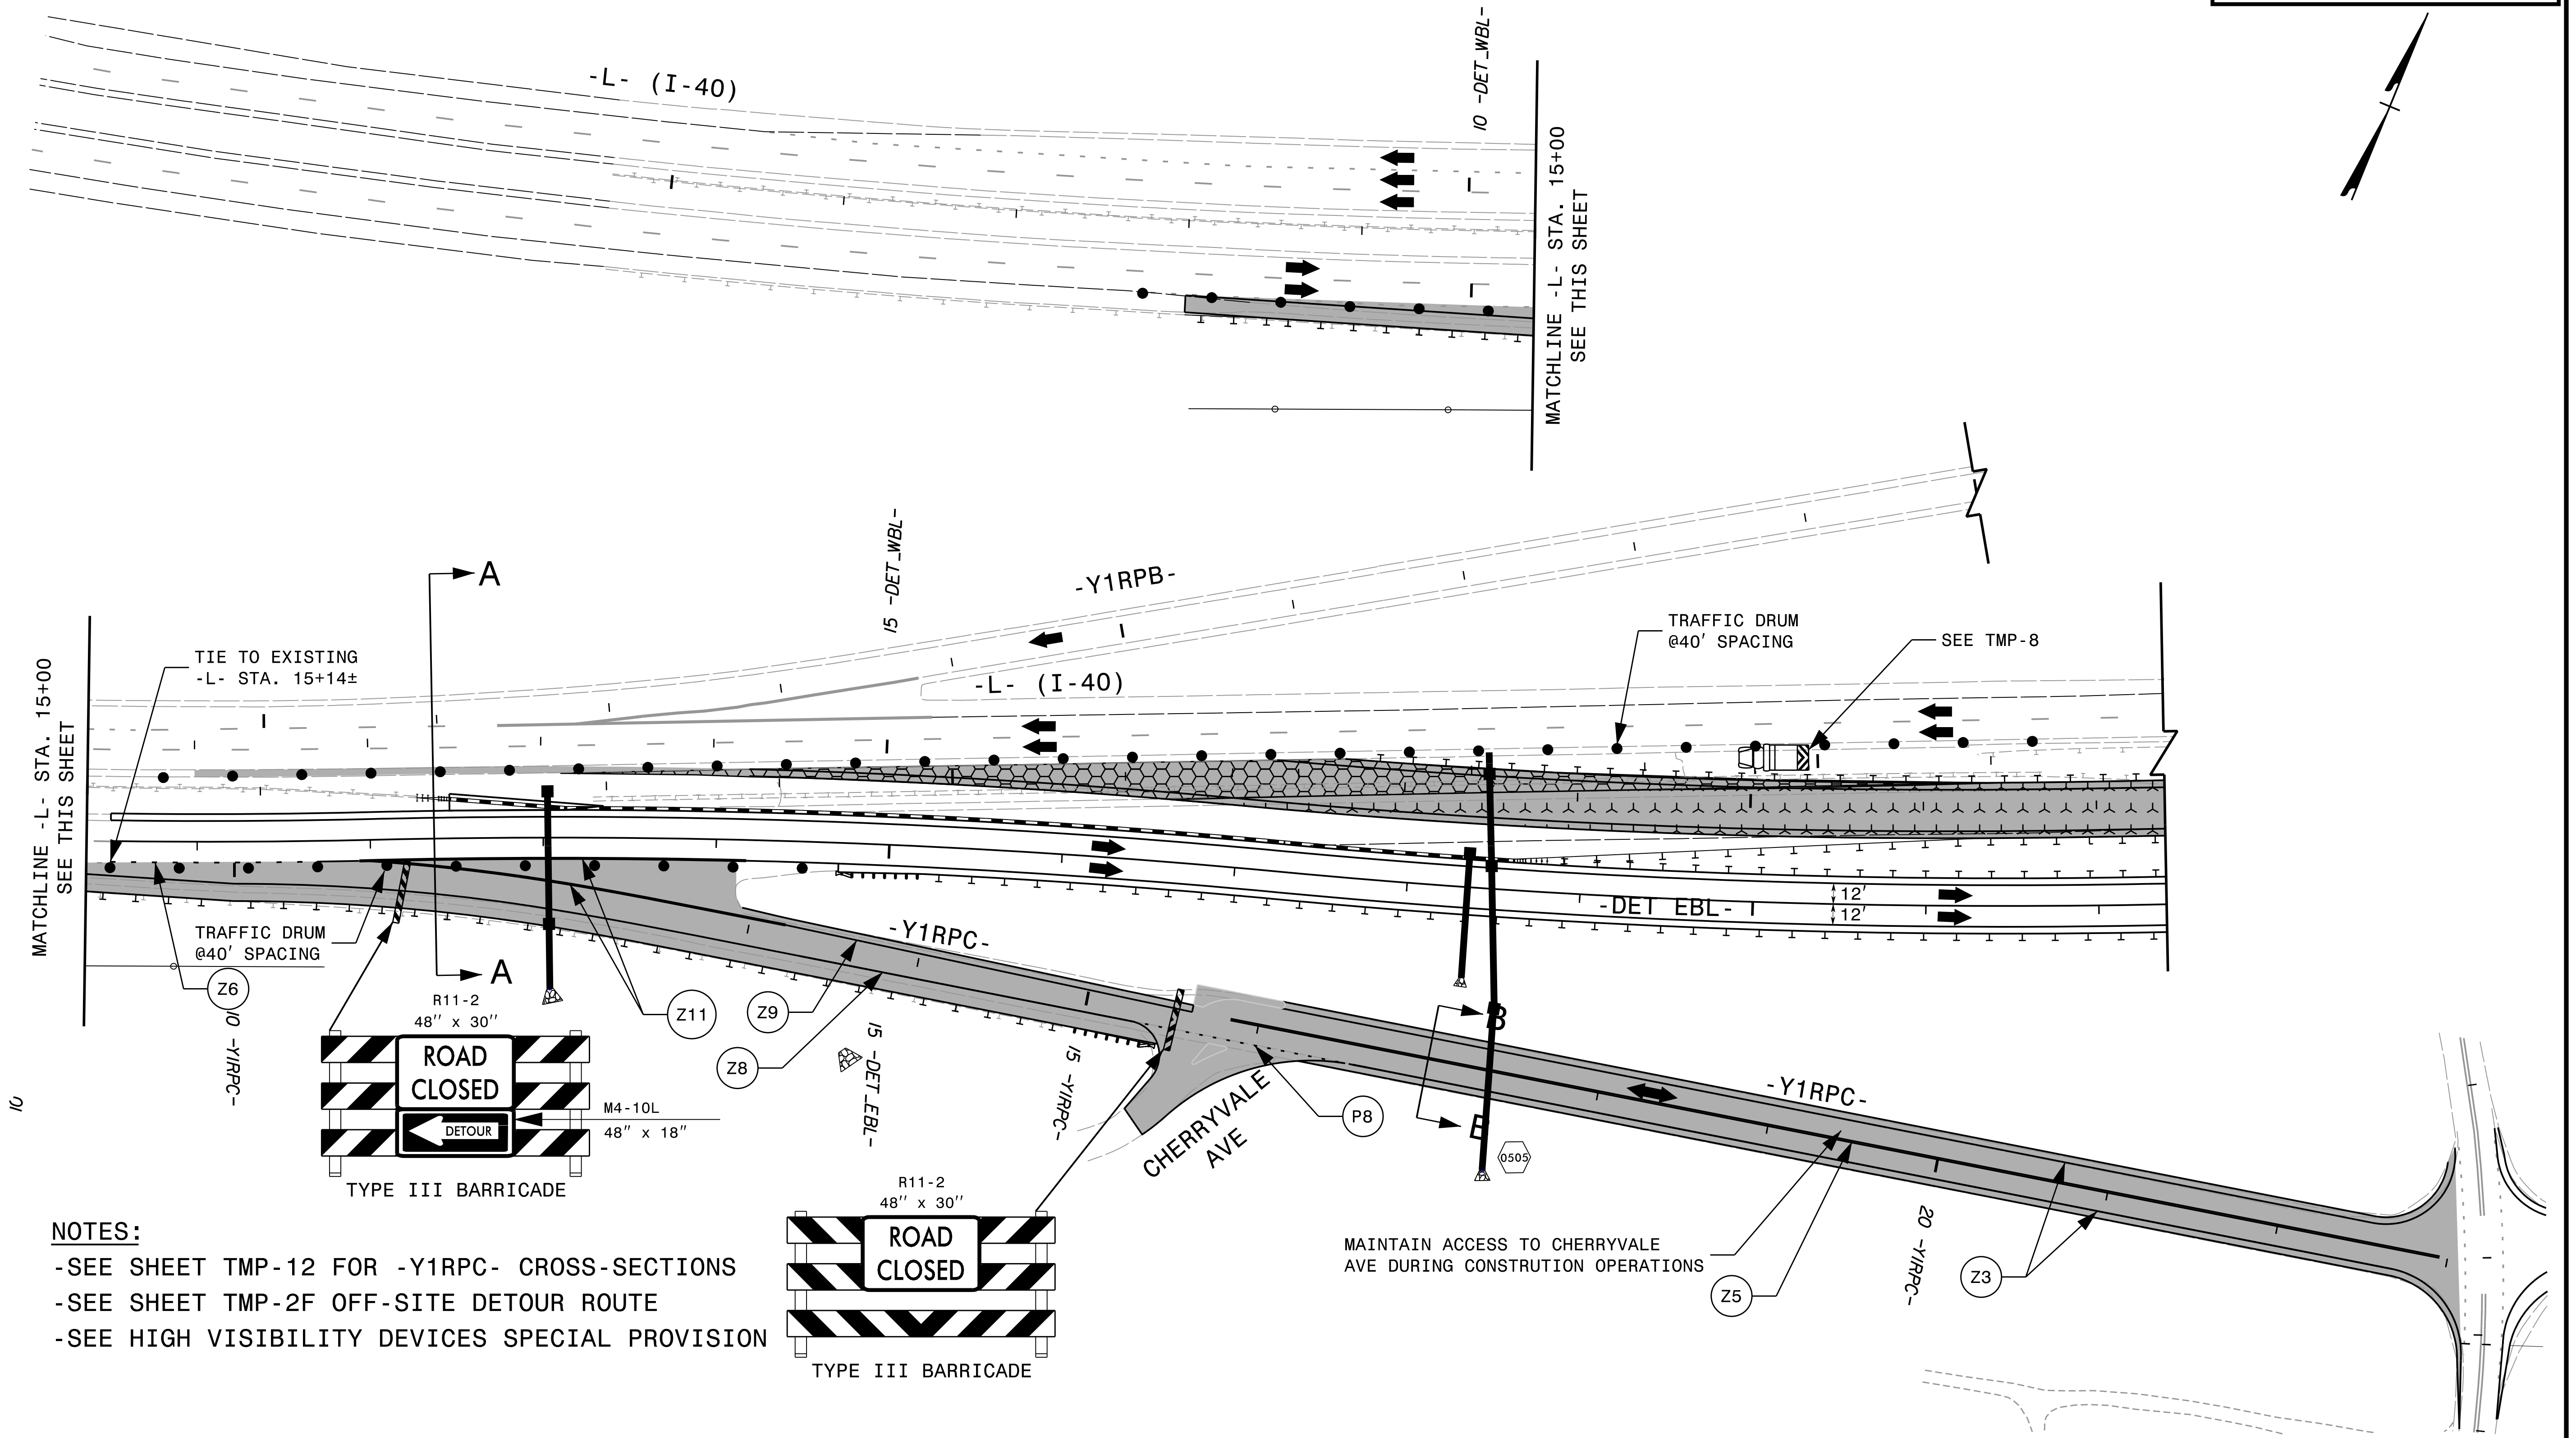 -L- (I-40)
10 -DET_WBL-
MATCHLINE -L- STA. 15+00
SEE THIS SHEET
15 -DET_WBL-
-Y1RPB-
-L- (I-40)
TRAFFIC DRUM
@40' SPACING
SEE TMP-8
A
TIE TO EXISTING
-L- STA. 15+14±
MATCHLINE -L- STA. 15+00
SEE THIS SHEET
12'
12'
-DET EBL-
-Y1RPC-
TRAFFIC DRUM
@40' SPACING
A
Z6
Z11
Z9
Z8
10 -Y1RPC-
15 -DET_EBL-
15 -Y1RPC-
R11-2
48" x 30"
ROAD
CLOSED
DETOUR
M4-10L
48" x 18"
TYPE III BARRICADE
B
B
0505
P8
CHERRYVALE
AVE
-Y1RPC-
R11-2
48" x 30"
ROAD
CLOSED
TYPE III BARRICADE
MAINTAIN ACCESS TO CHERRYVALE
AVE DURING CONSTRUTION OPERATIONS
Z5
20 -Y1RPC-
Z3
10
NOTES:
-SEE SHEET TMP-12 FOR -Y1RPC- CROSS-SECTIONS
-SEE SHEET TMP-2F OFF-SITE DETOUR ROUTE
-SEE HIGH VISIBILITY DEVICES SPECIAL PROVISION